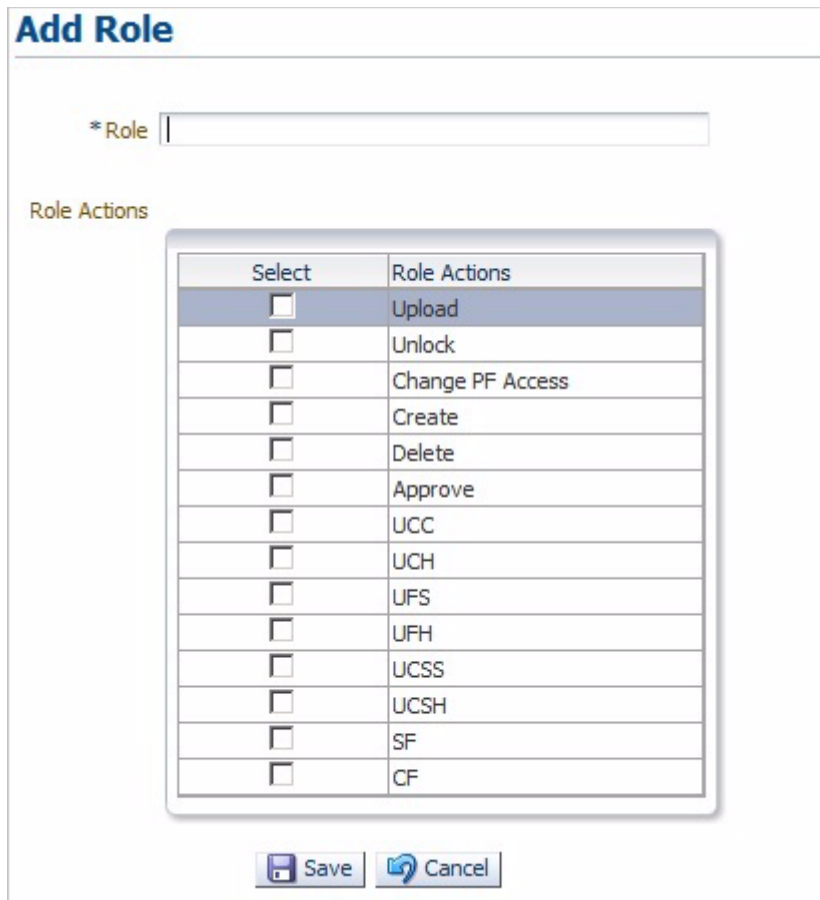 Add Role
* Role
Role Actions
Select Role Actions
Upload
Unlock
Change PF Access
Create
Delete
Approve
UCC
UCH
UFS
UFH
UCSS
UCSH
SF
CF
Save Cancel